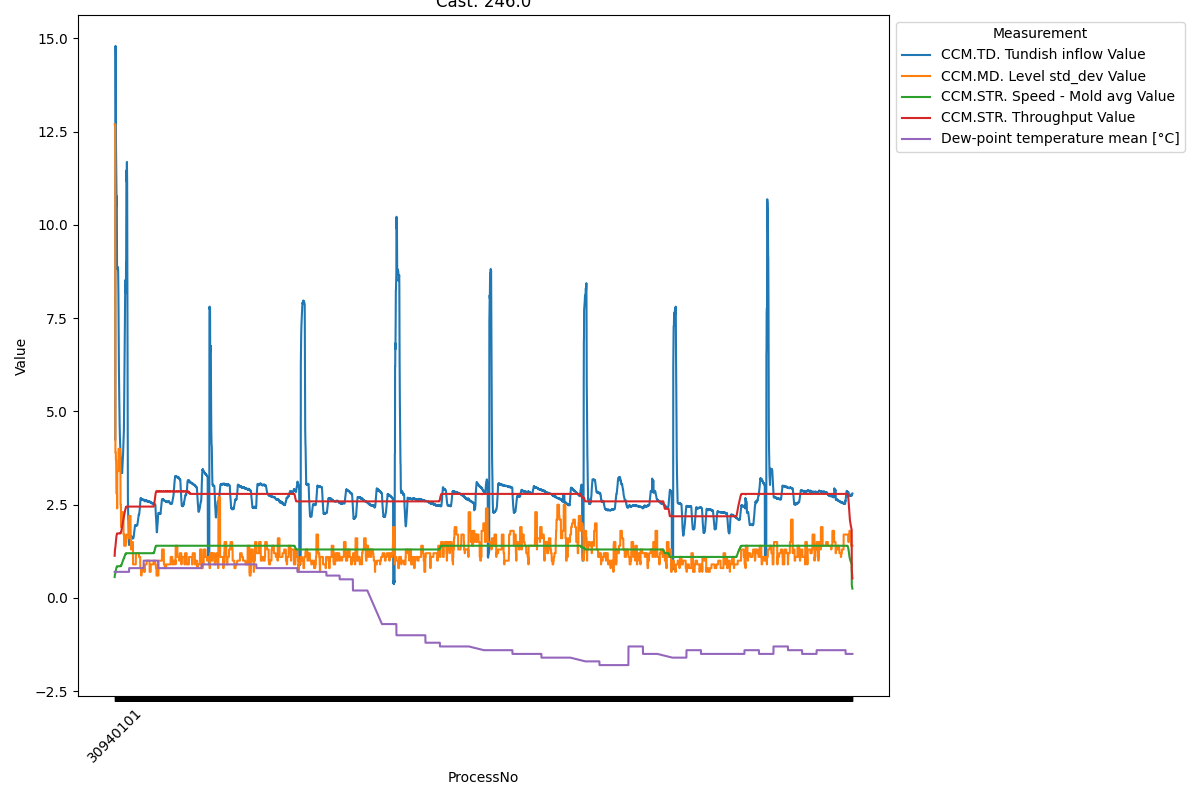 Cast: 246.0
Measurement
CCM.TD. Tundish inflow Value
CCM.MD. Level std_dev Value
CCM.STR. Speed - Mold avg Value
CCM.STR. Throughput Value
Dew-point temperature mean [°C]
15.0
12.5
10.0
7.5
5.0
2.5
0.0
−2.5
Value
30940101
ProcessNo